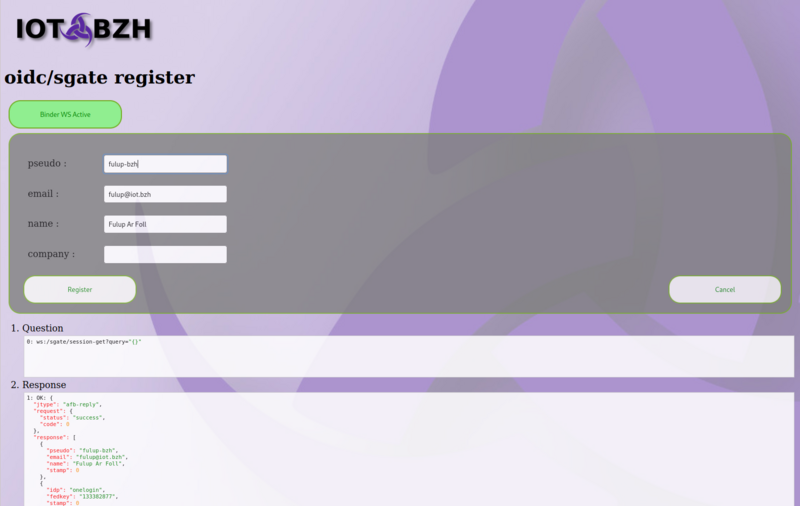 IOT BZH
oidc/sgate register
Binder WS Active
pseudo :
fulup-bzh
email :
fulup@iot.bzh
name :
Fulup Ar Foll
company :
Register
Cancel
1. Question
0: ws:/sgate/session-get?query="{}"
2. Response
1: OK: {
"jtype": "afb-reply",
"request": {
"status": "success",
"code": 0
},
"response": [
{
"pseudo": "fulup-bzh",
"email": "fulup@iot.bzh",
"name": "Fulup Ar Foll",
"stamp": 0
},
{
"idp": "onelogin",
"fedkey": "133382877",
"stamp": 0